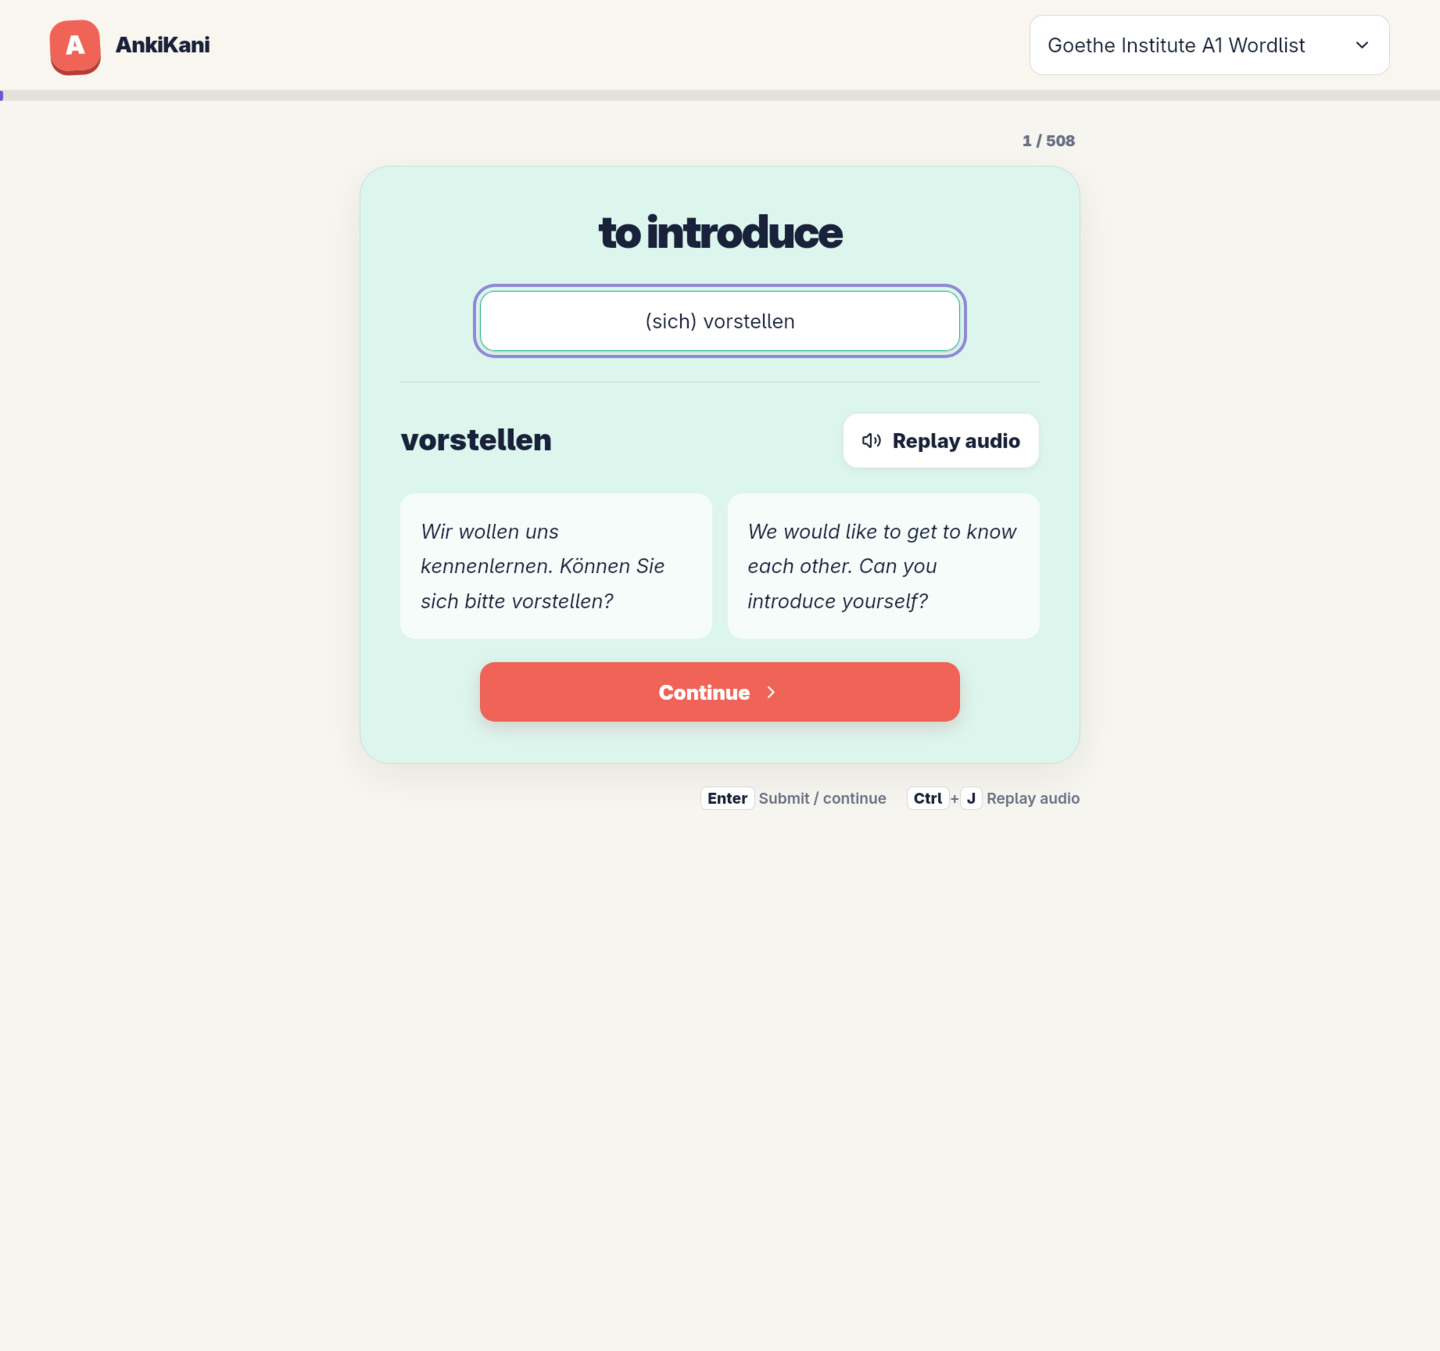 A AnkiKani
Goethe Institute A1 Wordlist
1 / 508
to introduce
(sich) vorstellen
vorstellen
Replay audio
Wir wollen uns
kennenlernen. Können Sie
sich bitte vorstellen?
We would like to get to know
each other. Can you
introduce yourself?
Continue
Enter Submit / continue Ctrl + J Replay audio